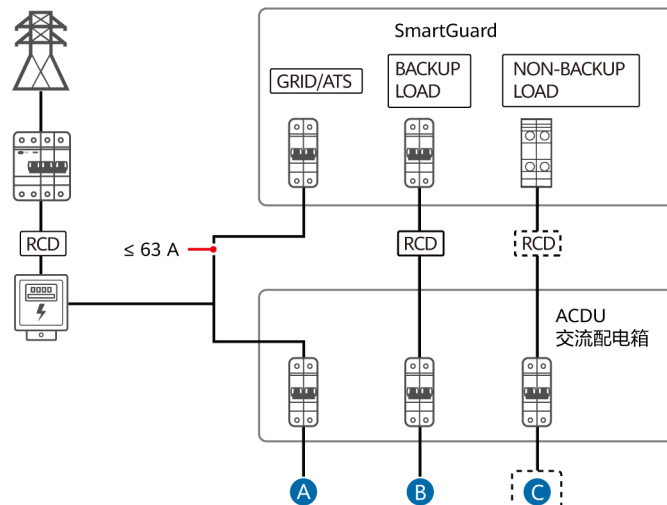 SmartGuard
GRID/ATS
BACKUP
LOAD
NON-BACKUP
LOAD
RCD
≤ 63 A
RCD
RCD
ACDU
交流配电箱
A
B
C